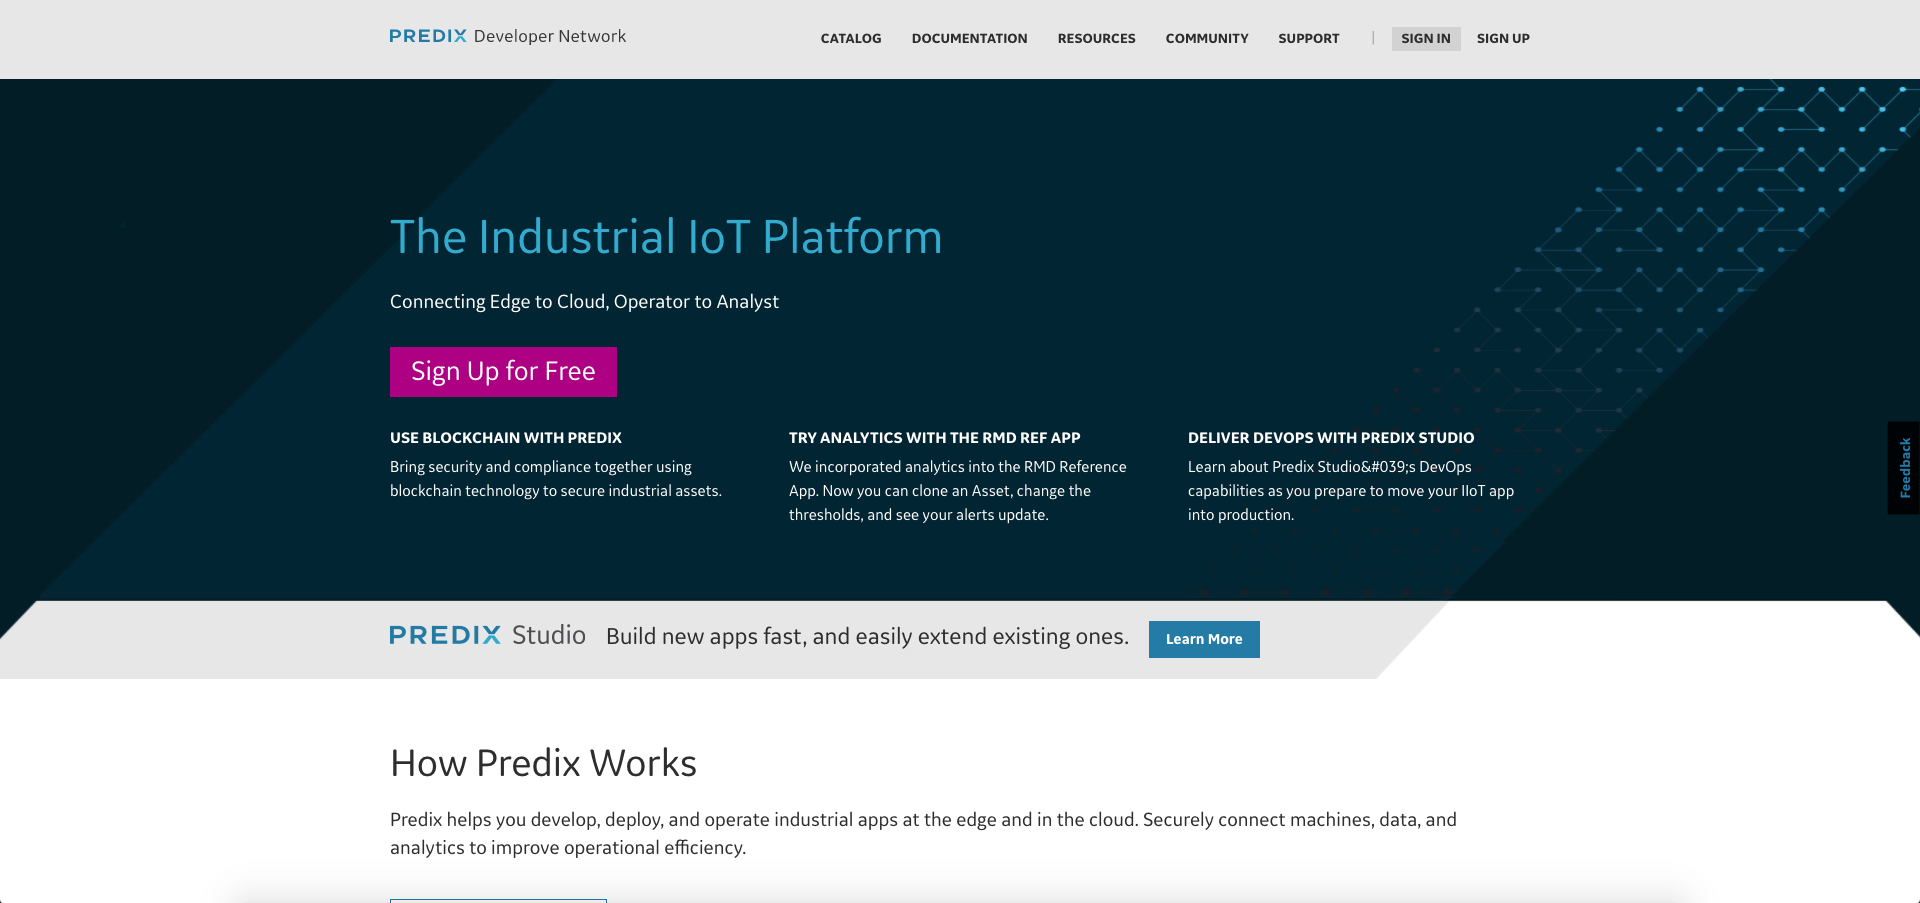 PREDIX Developer Network
CATALOG DOCUMENTATION RESOURCES COMMUNITY SUPPORT | SIGN IN SIGN UP
The Industrial IoT Platform
Connecting Edge to Cloud, Operator to Analyst
Sign Up for Free
USE BLOCKCHAIN WITH PREDIX
Bring security and compliance together using
blockchain technology to secure industrial assets.
TRY ANALYTICS WITH THE RMD REF APP
We incorporated analytics into the RMD Reference
App. Now you can clone an Asset, change the
thresholds, and see your alerts update.
DELIVER DEVOPS WITH PREDIX STUDIO
Learn about Predix Studio&#039;s DevOps
capabilities as you prepare to move your IIoT app
into production.
Feedback
PREDIX Studio Build new apps fast, and easily extend existing ones. Learn More
How Predix Works
Predix helps you develop, deploy, and operate industrial apps at the edge and in the cloud. Securely connect machines, data, and
analytics to improve operational efficiency.